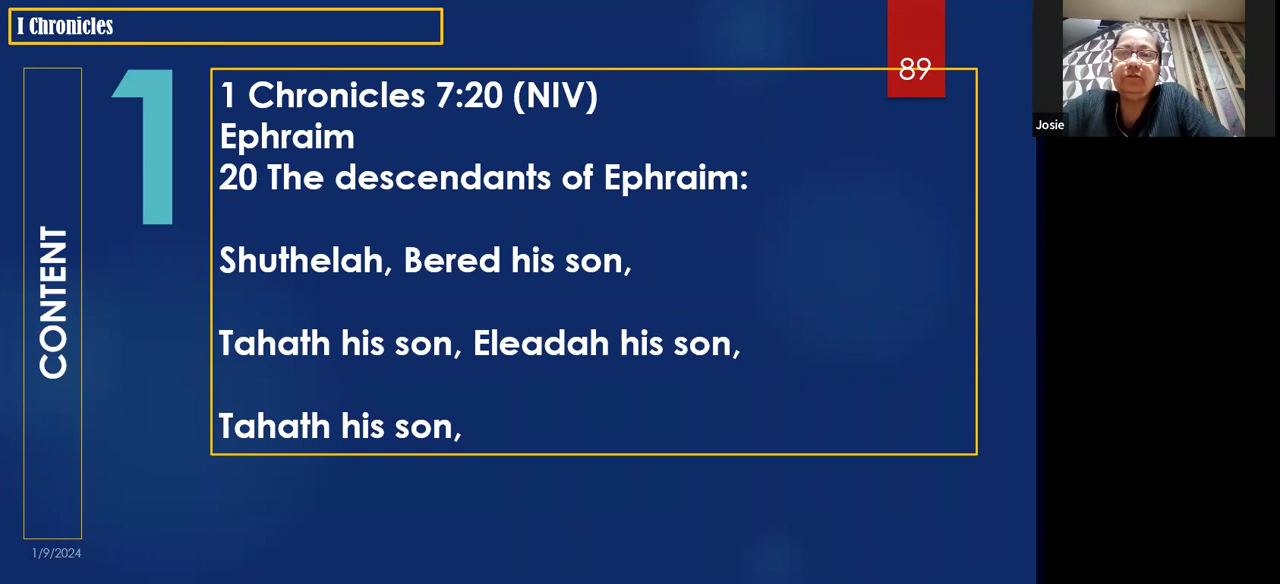 I Chronicles
89
1
CONTENT
1 Chronicles 7:20 (NIV)
Ephraim
20 The descendants of Ephraim:
Shuthelah, Bered his son,
Tahath his son, Eleadah his son,
Tahath his son,
1/9/2024
Josie